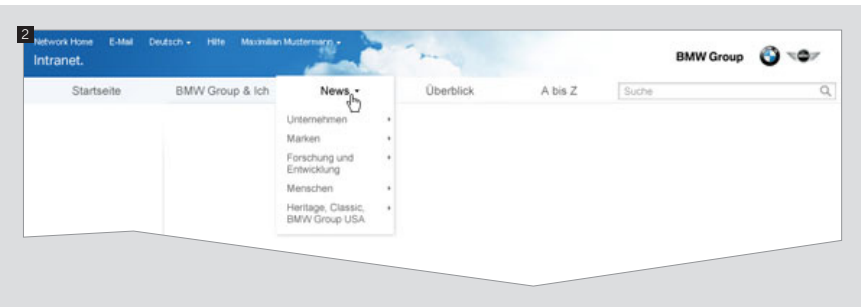 2
Network Home E-Mail Deutsch Hilfe Maximilian Mustermann
Intranet.
BMW Group
Startseite BMW Group & Ich News Überblick A bis Z Suche
Unternehmen
Marken
Forschung und
Entwicklung
Menschen
Heritage, Classic,
BMW Group USA